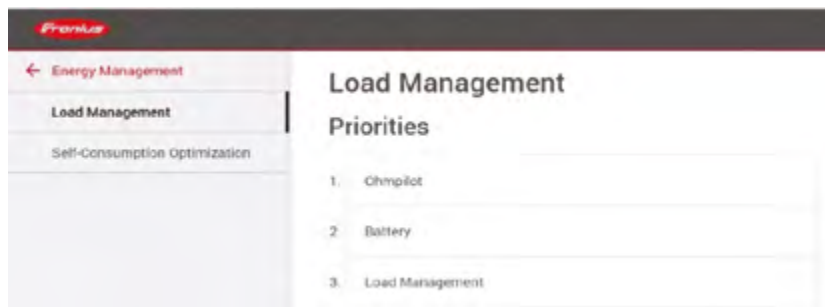 Fronius
← Energy Management
Load Management
Self-Consumption Optimization
Load Management
Priorities
1. Ohmpilot
2 Battery
3. Load Management